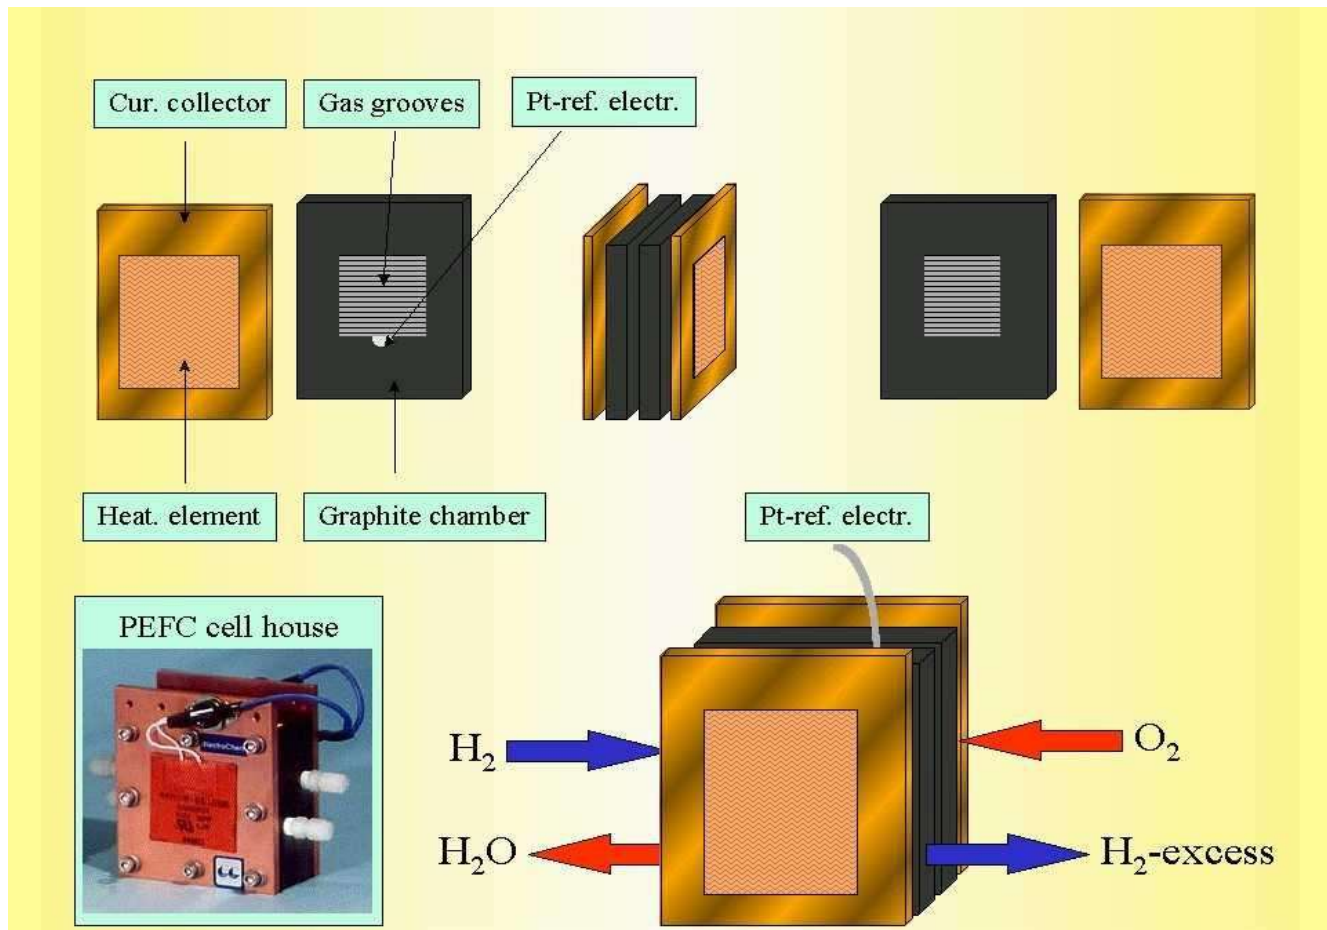 Cur. collector
Gas grooves
Pt-ref. electr.
Heat. element
Graphite chamber
Pt-ref. electr.
PEFC cell house
ElectroChem
H₂
O₂
H₂O
H₂-excess